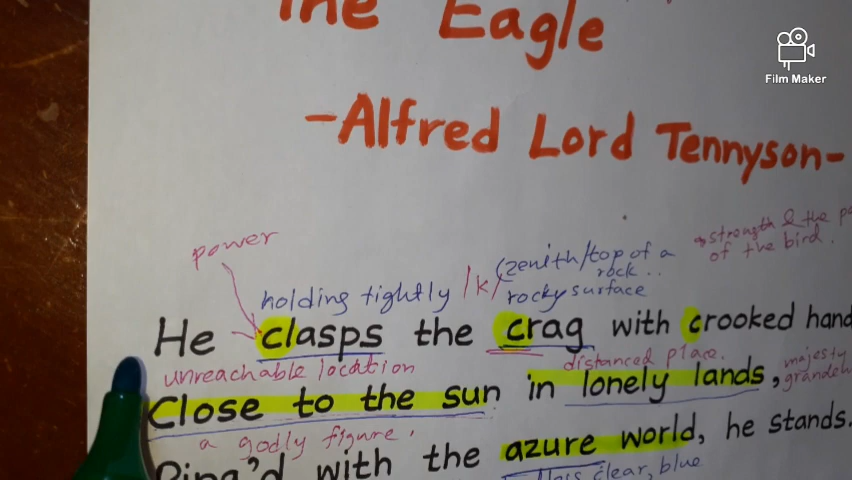 The Eagle
Film Maker
-Alfred Lord Tennyson-
power
strength & the
of the bird.
(zenith/top of a
rock..
holding tightly /k/ rocky surface
He clasps the crag with crooked hand
unreachable location distanced place. majesty
Close to the sun in lonely lands,
a godly figure.
Ring'd with the azure world, he stands.
clear, blue